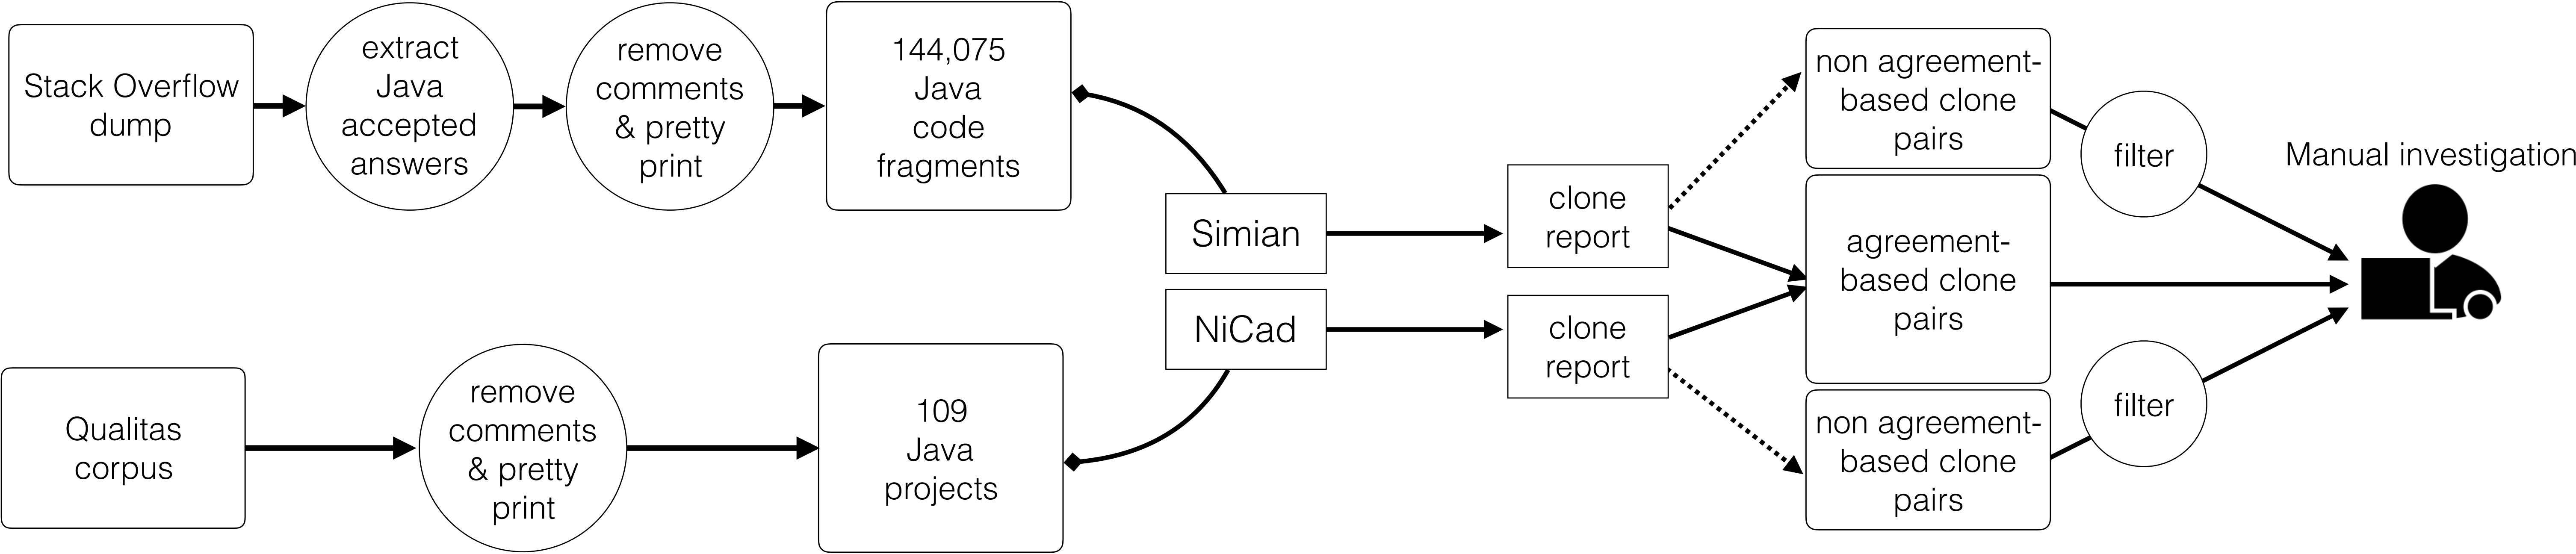 Stack Overflow
dump
extract
Java
accepted
answers
remove
comments
& pretty
print
144,075
Java
code
fragments
Qualitas
corpus
remove
comments
& pretty
print
109
Java
projects
Simian
NiCad
clone
report
clone
report
non agreement-
based clone
pairs
agreement-
based clone
pairs
non agreement-
based clone
pairs
filter
filter
Manual investigation